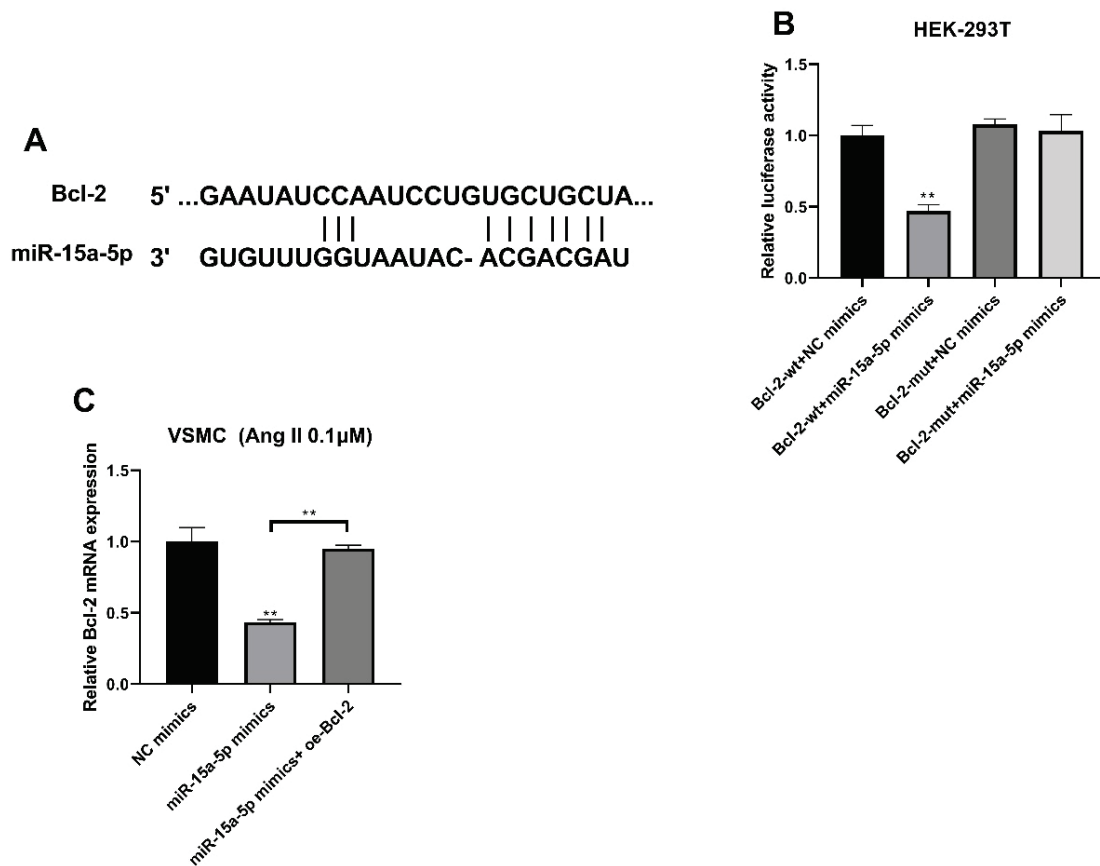 A
Bcl-2 5' ...GAAUAUCCAAUCCUGUGCUGCUA...
miR-15a-5p 3' GUGUUUGGUAAUAC- ACGACGAU
B
HEK-293T
Relative luciferase activity
1.5
1.0
0.5
0.0
**
Bcl-2-wt+NC mimics
Bcl-2-wt+miR-15a-5p mimics
Bcl-2-mut+NC mimics
Bcl-2-mut+miR-15a-5p mimics
C
VSMC (Ang II 0.1μM)
Relative Bcl-2 mRNA expression
1.5
1.0
0.5
0.0
**
**
NC mimics
miR-15a-5p mimics
miR-15a-5p mimics+ oe-Bcl-2